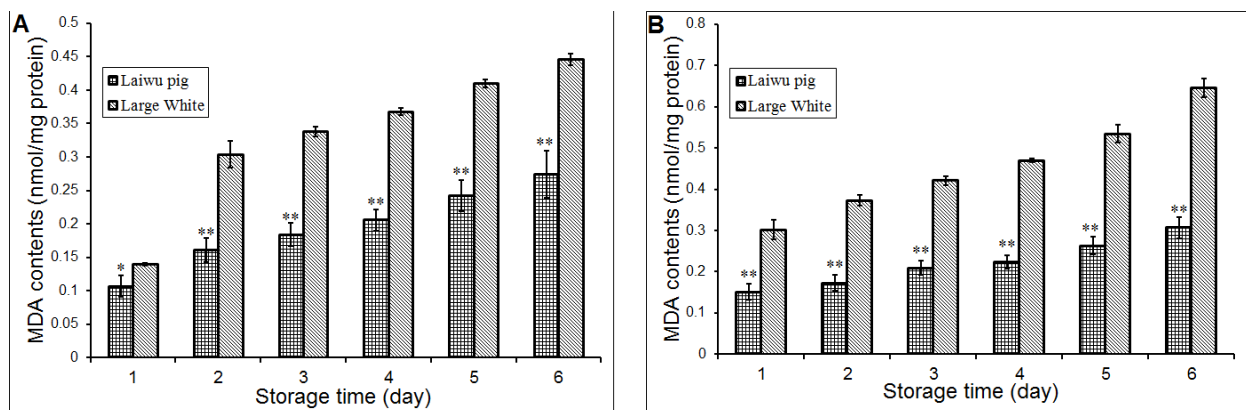 A
MDA contents (nmol/mg protein)
0.5
0.45
0.4
0.35
0.3
0.25
0.2
0.15
0.1
0.05
0
Laiwu pig
Large White
*
**
**
**
**
**
1 2 3 4 5 6
Storage time (day)
B
MDA contents (nmol/mg protein)
0.8
0.7
0.6
0.5
0.4
0.3
0.2
0.1
0
Laiwu pig
Large White
**
**
**
**
**
**
1 2 3 4 5 6
Storage time (day)